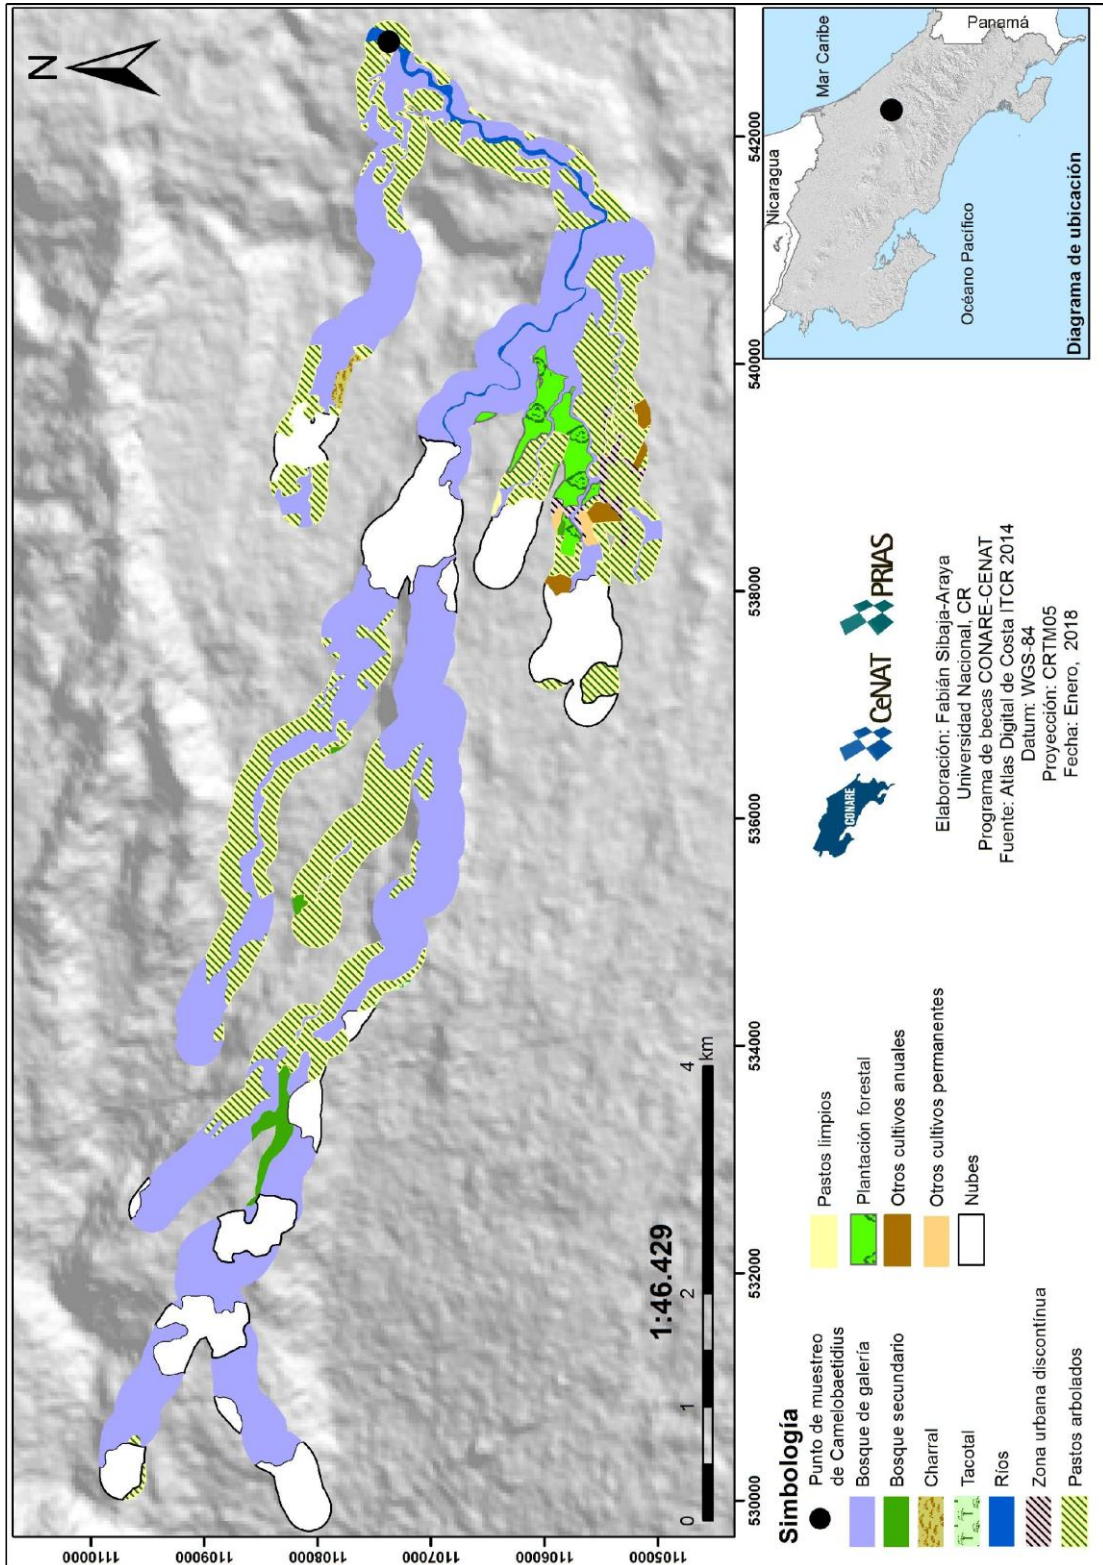 N
1:46.429
0
1
2
4
km
1110000
1109000
1108000
1107000
1106000
1105000
530000
532000
534000
536000
538000
540000
542000
Simbología
Punto de muestreo
de Camelobaetidius
Bosque de galería
Bosque secundario
Charral
Tacotal
Ríos
Zona urbana discontínua
Pastos arbolados
Pastos limpios
Plantación forestal
Otros cultivos anuales
Otros cultivos permanentes
Nubes
CONARE
CeNAT
PRIAS
Elaboración: Fabián Sibaja-Araya
Universidad Nacional, CR
Programa de becas CONARE-CENAT
Fuente: Atlas Digital de Costa ITCR 2014
Datum: WGS-84
Proyección: CRTM05
Fecha: Enero, 2018
Nicaragua
Mar Caribe
Panamá
Océano Pacífico
Diagrama de ubicación